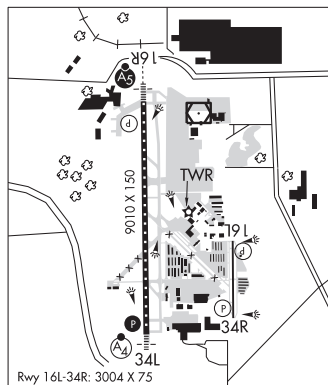 16R
A5
P
TWR
9010 X 150
16L
P
P
P
34R
A4
34L
Rwy 16L-34R: 3004 X 75